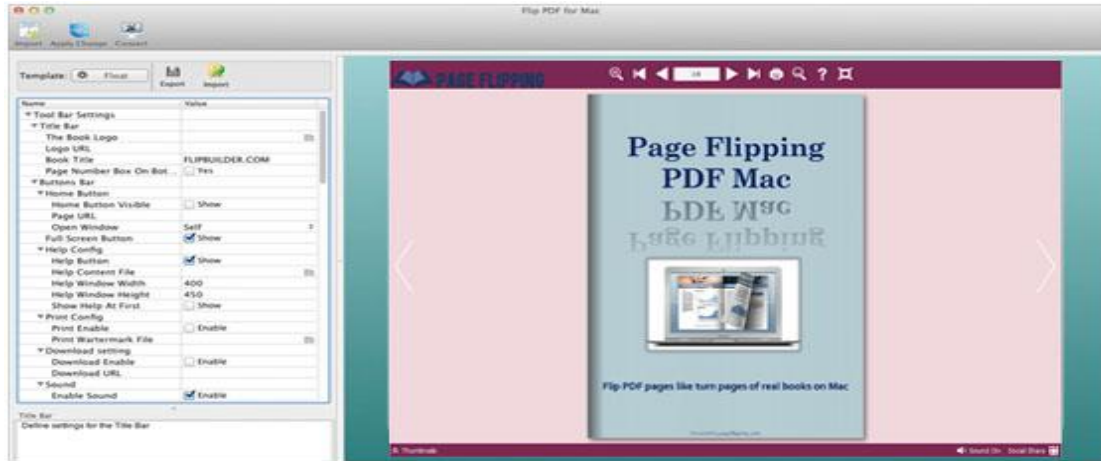 Flip PDF for Mac
Import Apply Change Convert
Template: Float Export Import
PAGE FLIPPING
Name Value
Tool Bar Settings
Title Bar
The Book Logo
Logo URL
Book Title FLIPBUILDER.COM
Page Number Box On Bot... Yes
Buttons Bar
Home Button
Home Button Visible Show
Page URL
Open Window Self
Full Screen Button Show
Help Config
Help Button Show
Help Content File
Help Window Width 400
Help Window Height 450
Show Help At First Show
Print Config
Print Enable Enable
Print Wartermark File
Download setting
Download Enable Enable
Download URL
Sound
Enable Sound Enable
Title Bar
Define settings for the Title Bar
Page Flipping
PDF Mac
PDF Mac
Page Flipping
Flip PDF pages like turn pages of real books on Mac
Thumbnails Sound On Social Share